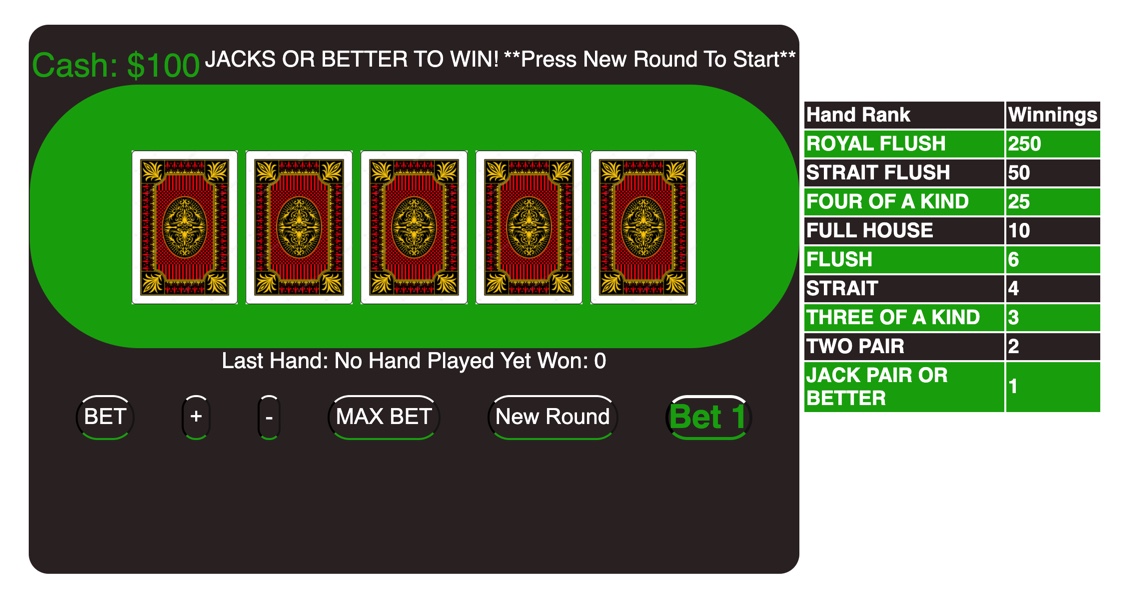 Cash: $100 JACKS OR BETTER TO WIN! **Press New Round To Start**
Last Hand: No Hand Played Yet Won: 0
BET + - MAX BET New Round Bet 1
Hand Rank Winnings
ROYAL FLUSH 250
STRAIT FLUSH 50
FOUR OF A KIND 25
FULL HOUSE 10
FLUSH 6
STRAIT 4
THREE OF A KIND 3
TWO PAIR 2
JACK PAIR OR
BETTER 1